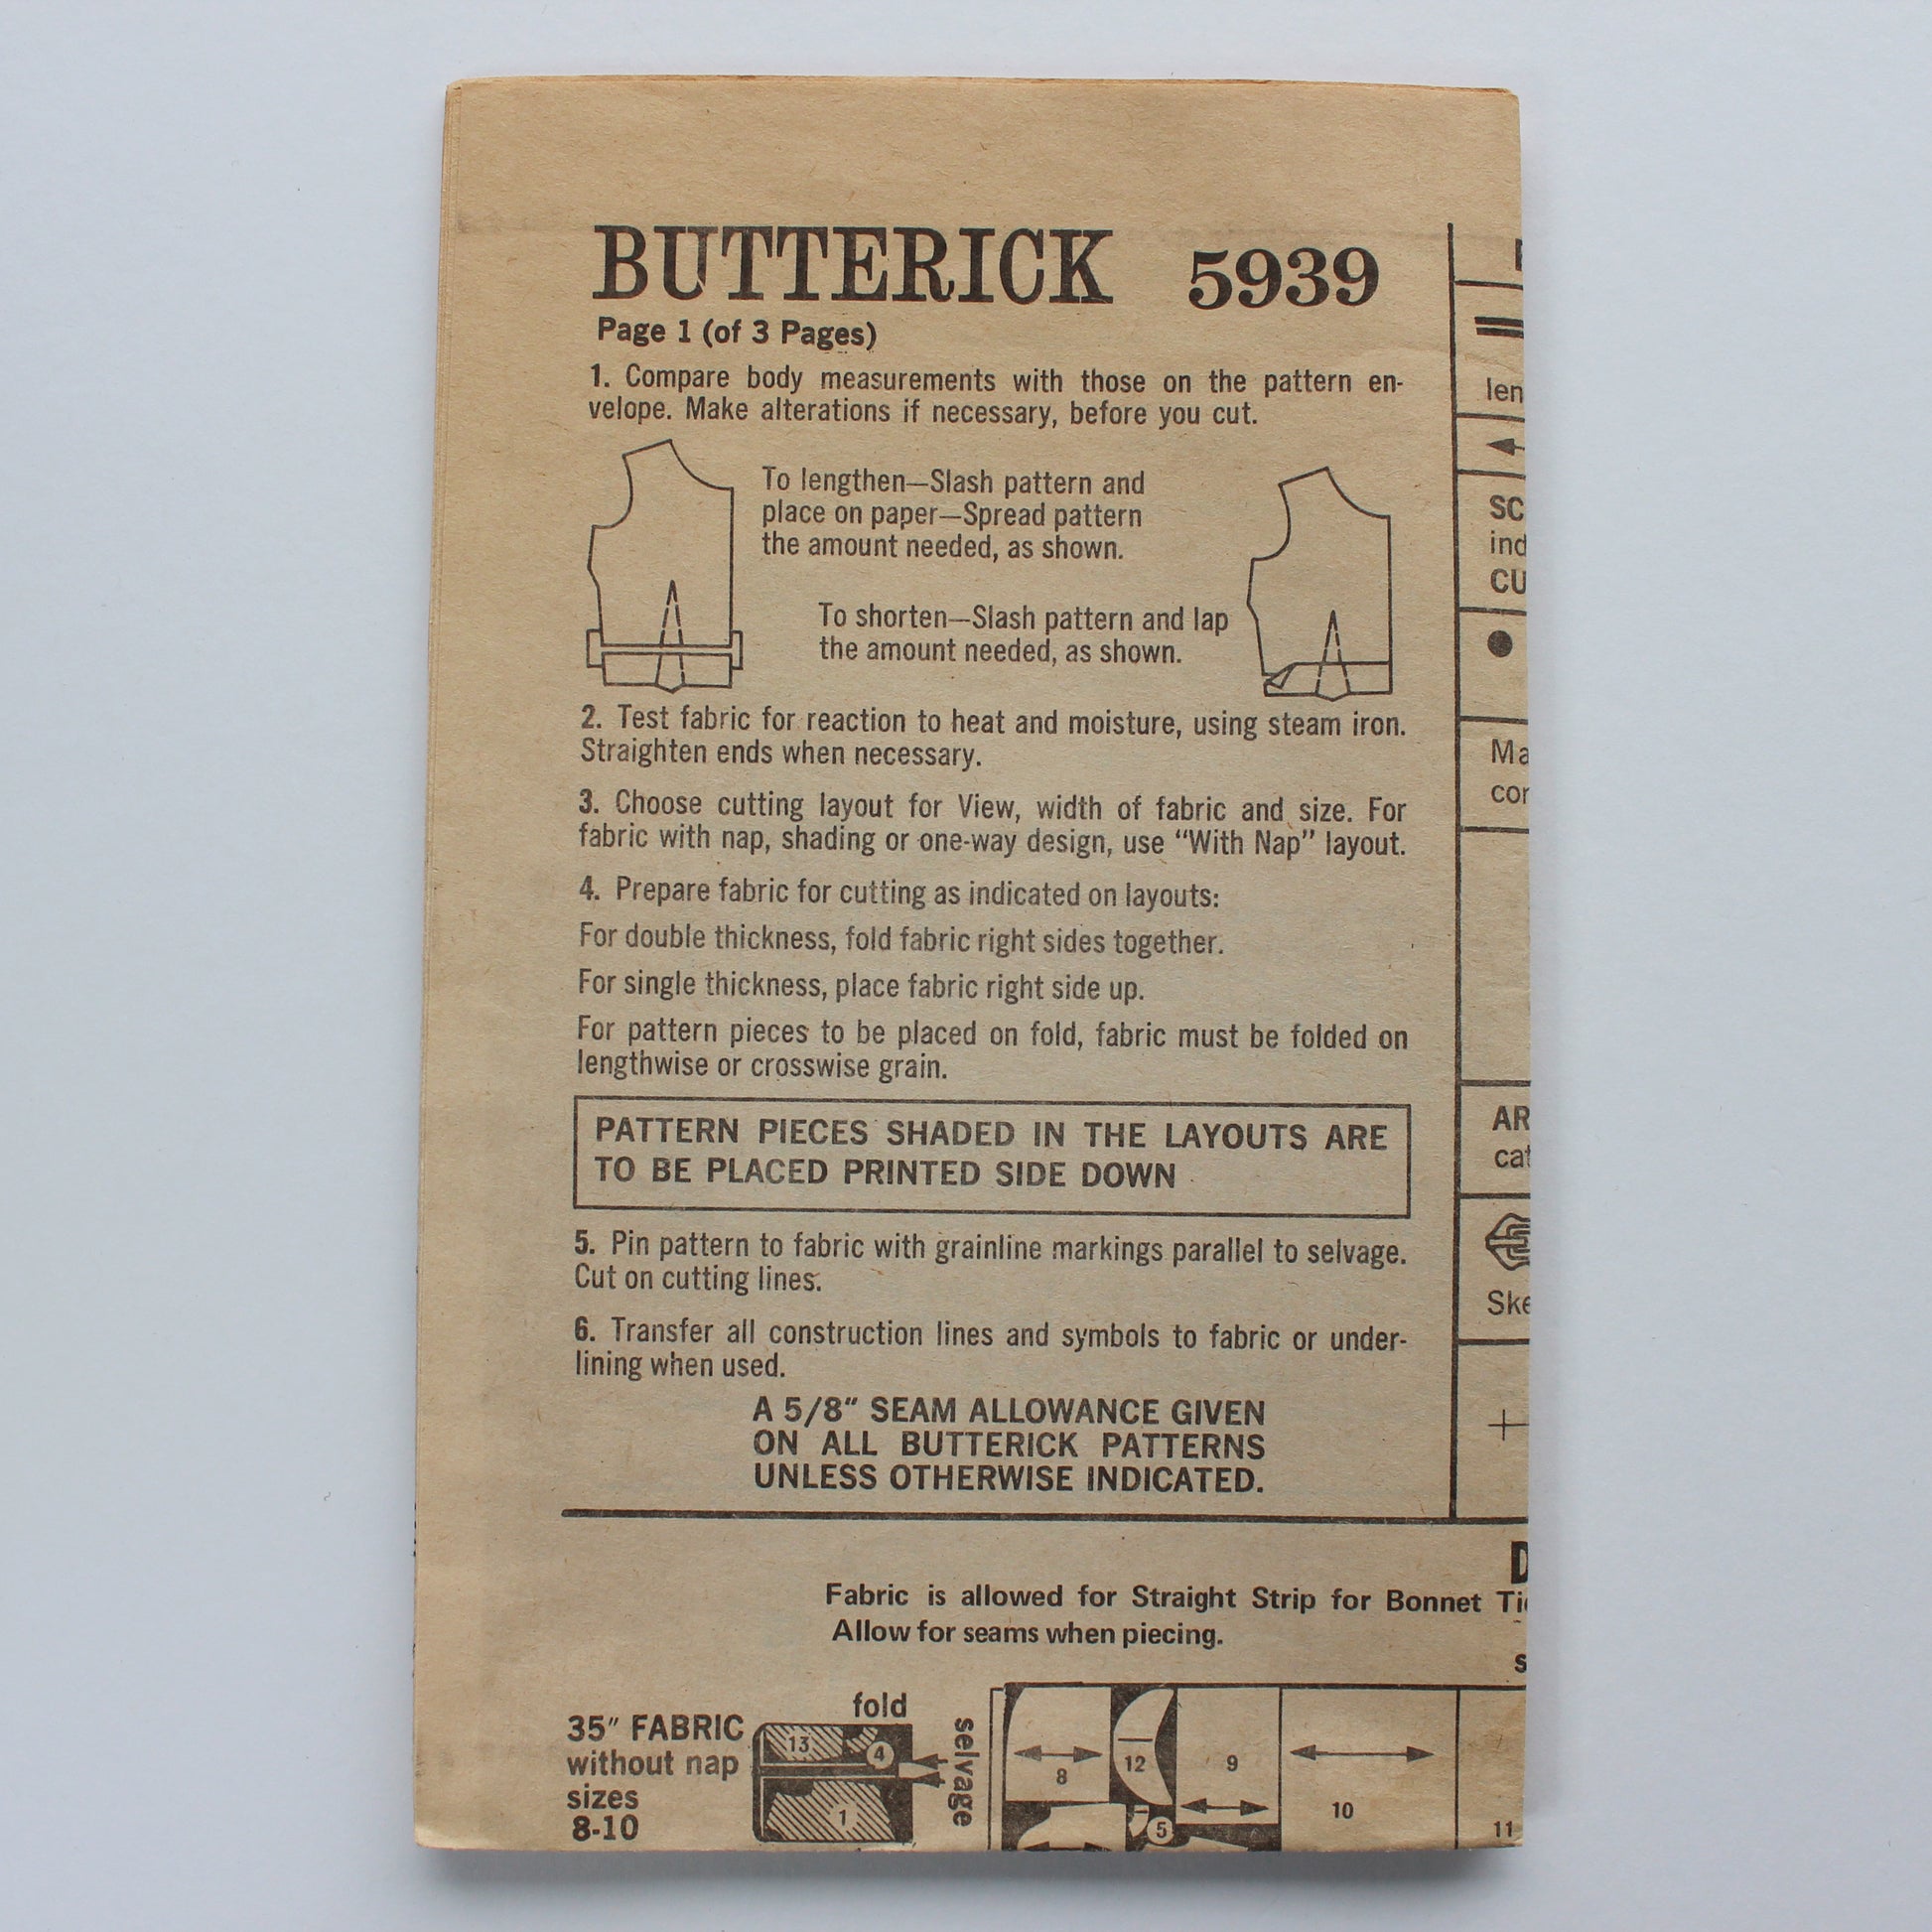 BUTTERICK 5939
Page 1 (of 3 Pages)
1. Compare body measurements with those on the pattern en-
velope. Make alterations if necessary, before you cut.
To lengthen—Slash pattern and
place on paper—Spread pattern
the amount needed, as shown.
To shorten—Slash pattern and lap
the amount needed, as shown.
2. Test fabric for reaction to heat and moisture, using steam iron.
Straighten ends when necessary.
3. Choose cutting layout for View, width of fabric and size. For
fabric with nap, shading or one-way design, use “With Nap” layout.
4. Prepare fabric for cutting as indicated on layouts:
For double thickness, fold fabric right sides together.
For single thickness, place fabric right side up.
For pattern pieces to be placed on fold, fabric must be folded on
lengthwise or crosswise grain.
PATTERN PIECES SHADED IN THE LAYOUTS ARE
TO BE PLACED PRINTED SIDE DOWN
5. Pin pattern to fabric with grainline markings parallel to selvage.
Cut on cutting lines.
6. Transfer all construction lines and symbols to fabric or under-
lining when used.
A 5/8" SEAM ALLOWANCE GIVEN
ON ALL BUTTERICK PATTERNS
UNLESS OTHERWISE INDICATED.
len
SC
ind
CU
Ma
cor
AR
cat
Ske
Fabric is allowed for Straight Strip for Bonnet
Allow for seams when piecing.
35" FABRIC
without nap
sizes
8-10
fold
selvage
13
4
1
8
12
9
10
5
11